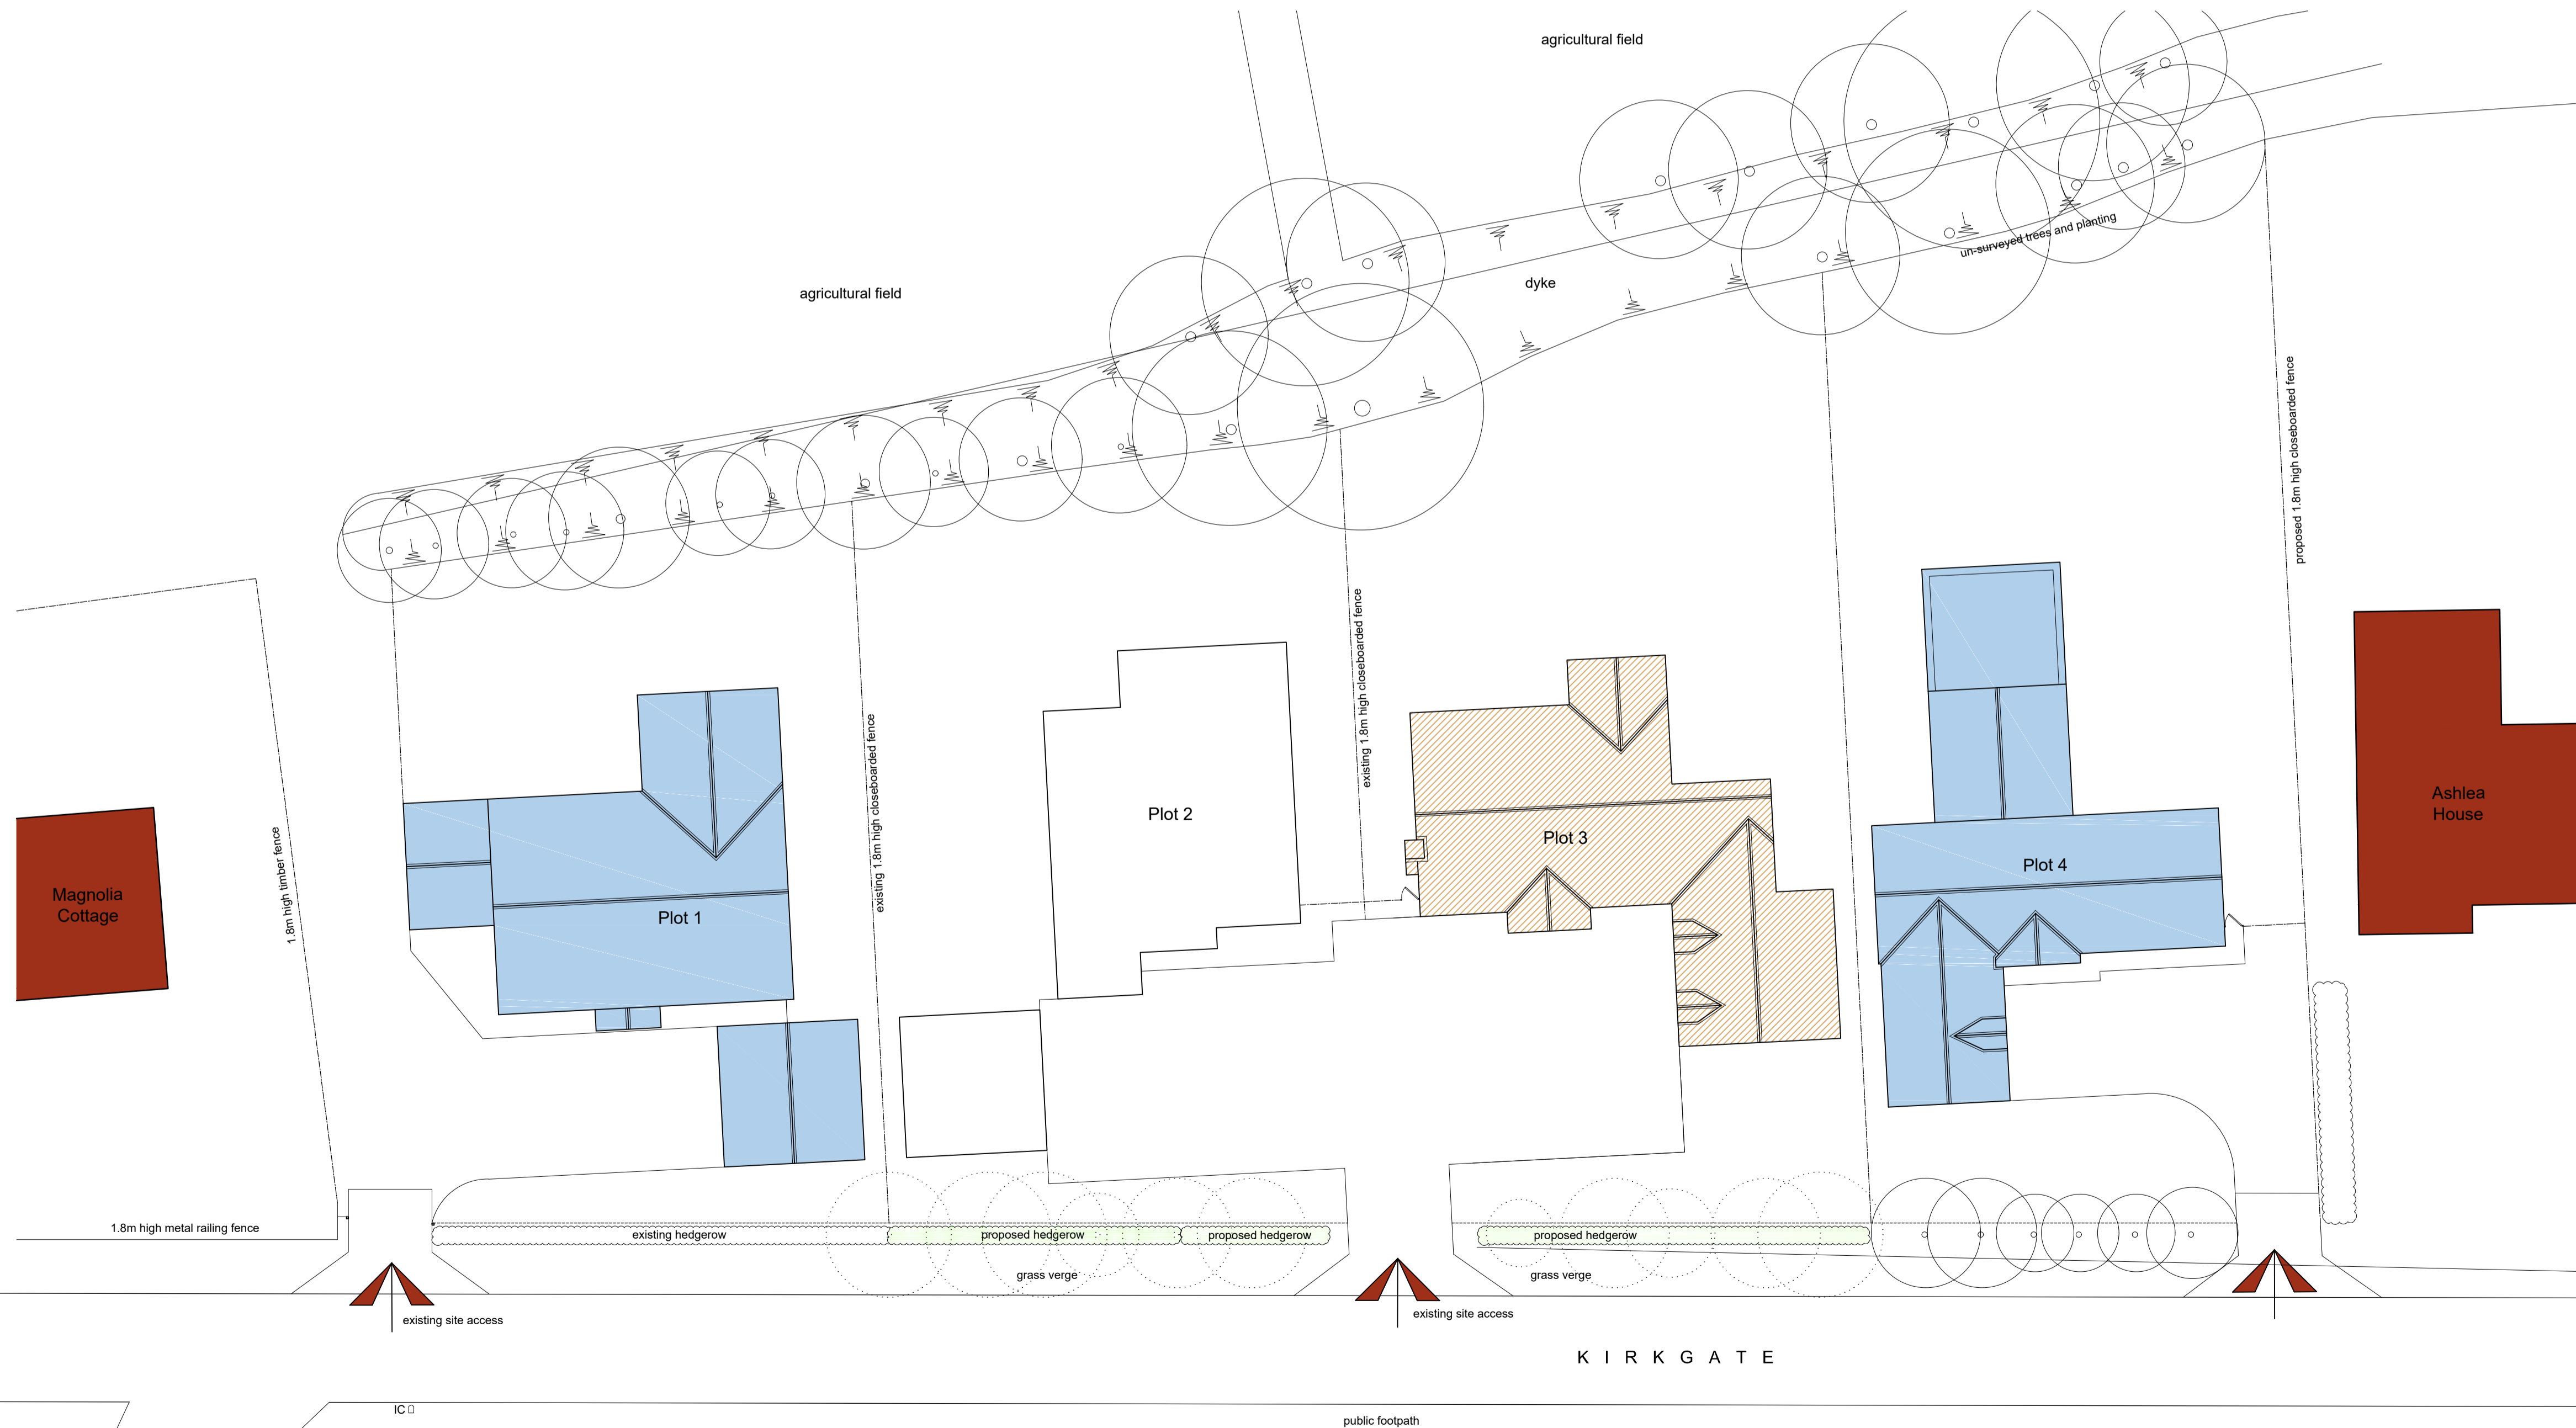 agricultural field
un-surveyed trees and planting
dyke
agricultural field
proposed 1.8m high closeboarded fence
existing 1.8m high closeboarded fence
existing 1.8m high closeboarded fence
1.8m high timber fence
Ashlea
House
Plot 2
Plot 3
Plot 4
Magnolia
Cottage
Plot 1
1.8m high metal railing fence
existing hedgerow
proposed hedgerow
proposed hedgerow
proposed hedgerow
grass verge
grass verge
existing site access
existing site access
KIRKGATE
IC
public footpath